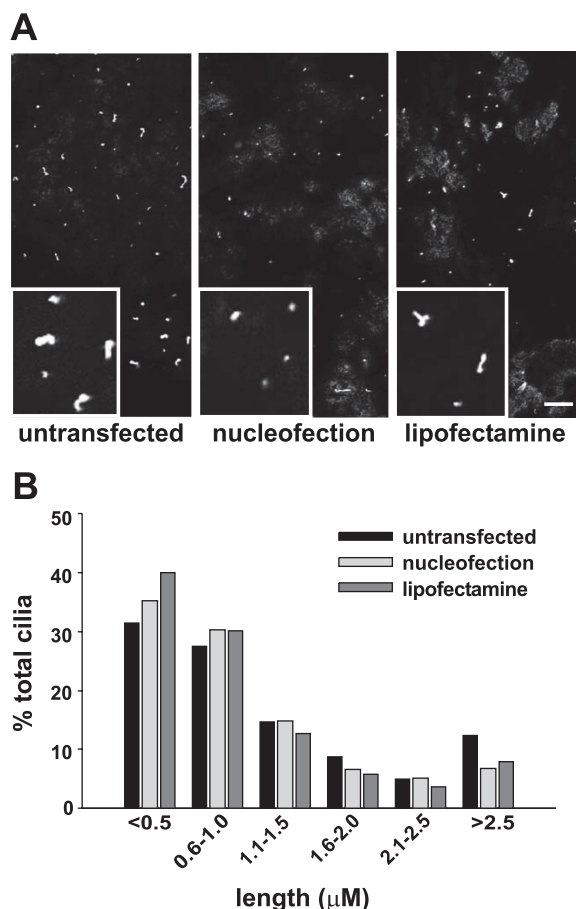 A
untransfected nucleofection lipofectamine
B
50
40
30
20
10
0
% total cilia
untransfected
nucleofection
lipofectamine
<0.5 0.6-1.0 1.1-1.5 1.6-2.0 2.1-2.5 >2.5
length (μM)